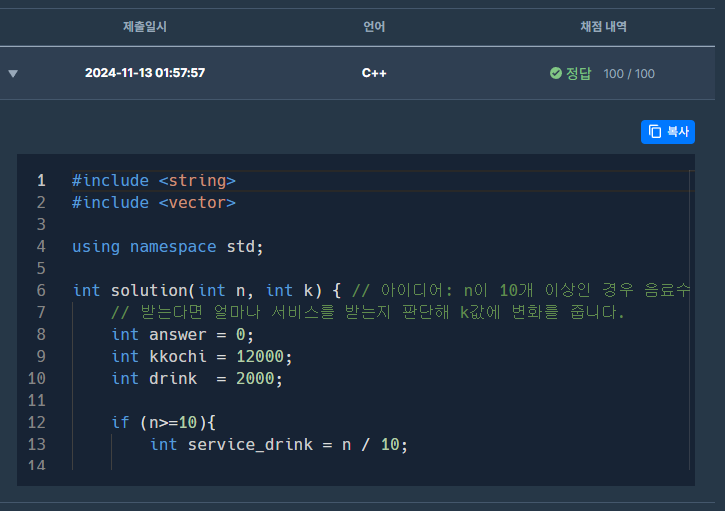 제출일시 언어 채점 내역
2024-11-13 01:57:57 C++ 정답 100 / 100
복사
1 #include <string>
2 #include <vector>
3
4 using namespace std;
5
6 int solution(int n, int k) { // 아이디어: n이 10개 이상인 경우 음료수
7 // 받는다면 얼마나 서비스를 받는지 판단해 k값에 변화를 줍니다.
8 int answer = 0;
9 int kkochi = 12000;
10 int drink  = 2000;
11
12 if (n>=10){
13 int service_drink = n / 10;
14